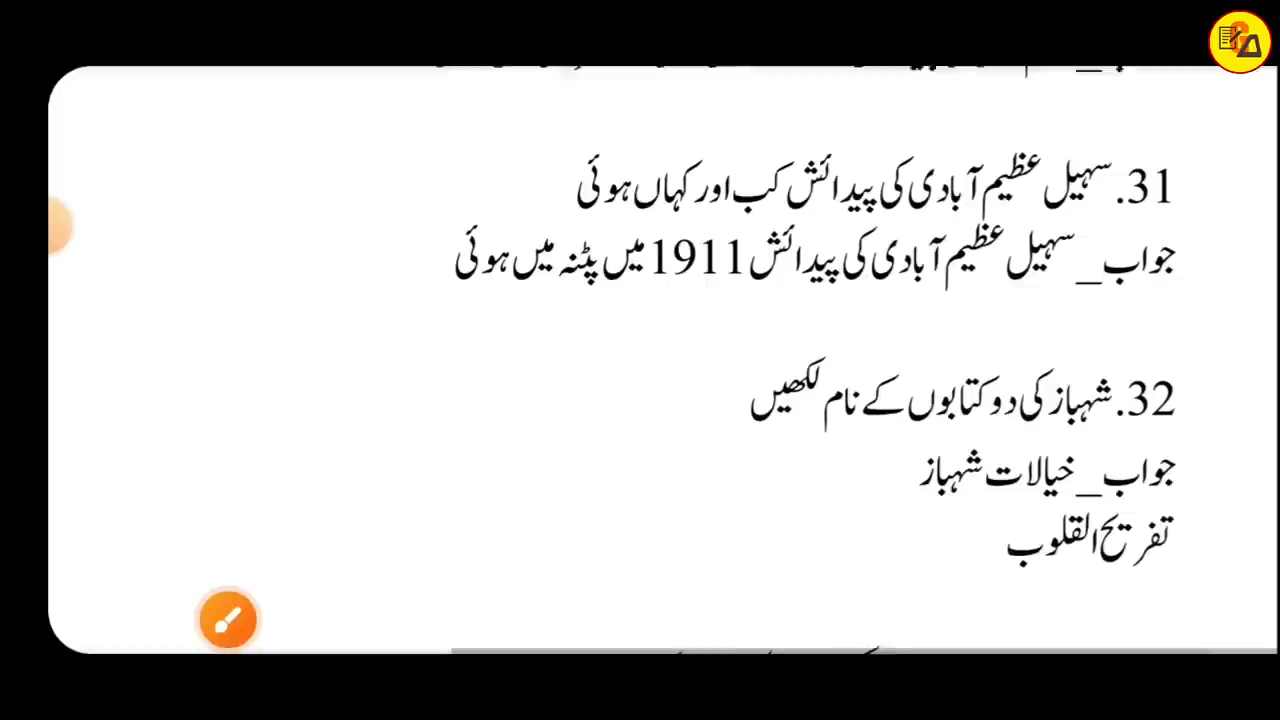 31. سہیل عظیم آبادی کی پیدائش کب اور کہاں ہوئی
جواب_ سہیل عظیم آبادی کی پیدائش 1911 میں پٹنہ میں ہوئی
32. شہباز کی دو کتابوں کے نام لکھیں
جواب_ خیالات شہباز
تفریح القلوب